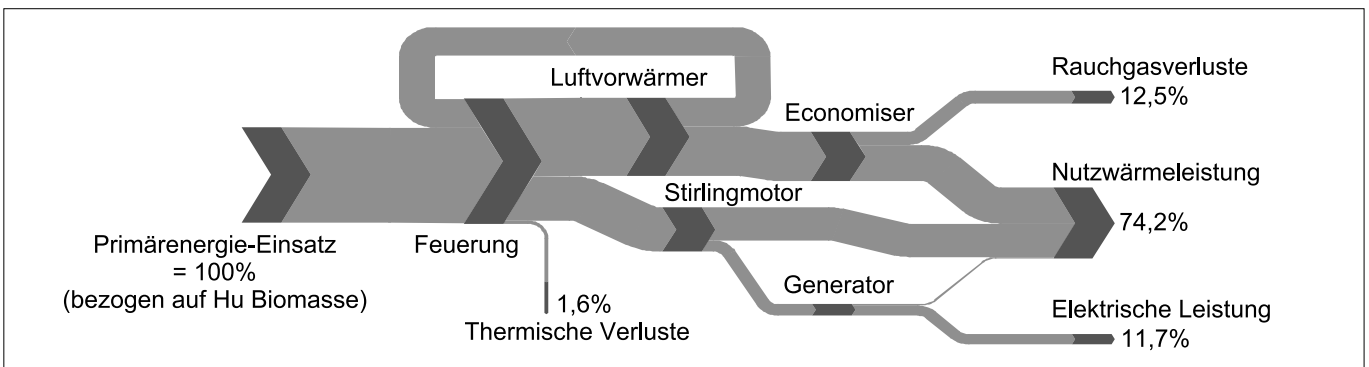 Luftvorwärmer
Rauchgasverluste
12,5%
Economiser
Nutzwärmeleistung
74,2%
Stirlingmotor
Primärenergie-Einsatz
= 100%
(bezogen auf Hu Biomasse)
Feuerung
1,6%
Thermische Verluste
Generator
Elektrische Leistung
11,7%